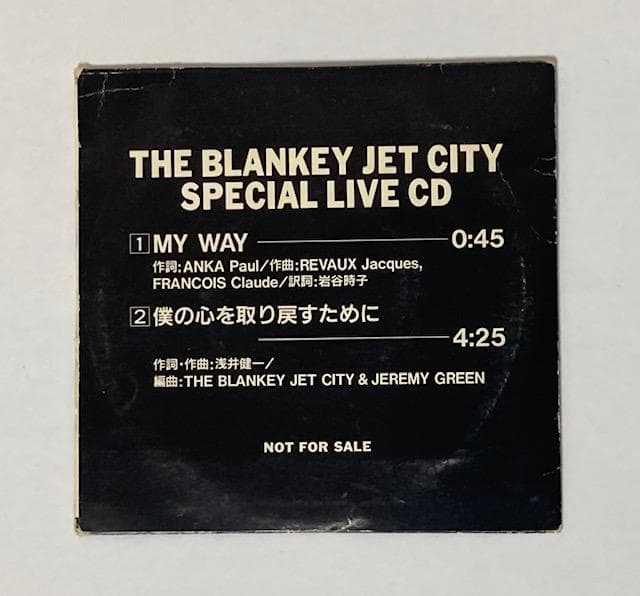 THE BLANKEY JET CITY
SPECIAL LIVE CD
1 MY WAY 0:45
作詞:ANKA Paul/作曲:REVAUX Jacques,
FRANCOIS Claude/訳詞:岩谷時子
2 僕の心を取り戻すために
4:25
作詞・作曲:浅井健一/
編曲:THE BLANKEY JET CITY & JEREMY GREEN
NOT FOR SALE